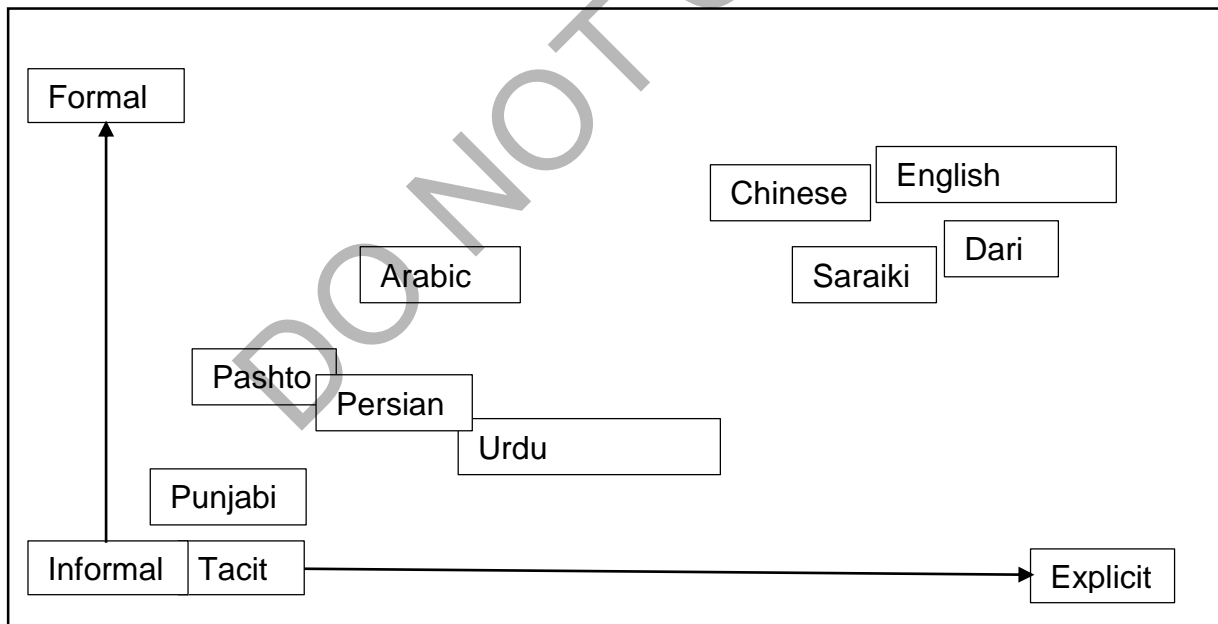 DO NOT
Formal
English
Chinese
Dari
Arabic
Saraiki
Pashto
Persian
Urdu
Punjabi
Informal
Tacit
Explicit